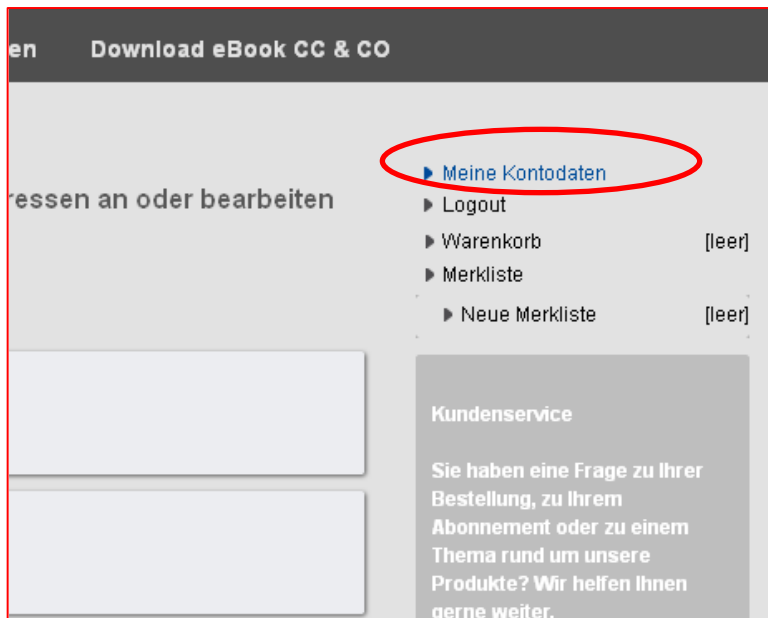 en Download eBook CC & CO
ressen an oder bearbeiten
Meine Kontodaten
Logout
Warenkorb [leer]
Merkliste
Neue Merkliste [leer]
Kundenservice
Sie haben eine Frage zu Ihrer
Bestellung, zu Ihrem
Abonnement oder zu einem
Thema rund um unsere
Produkte? Wir helfen Ihnen
gerne weiter.